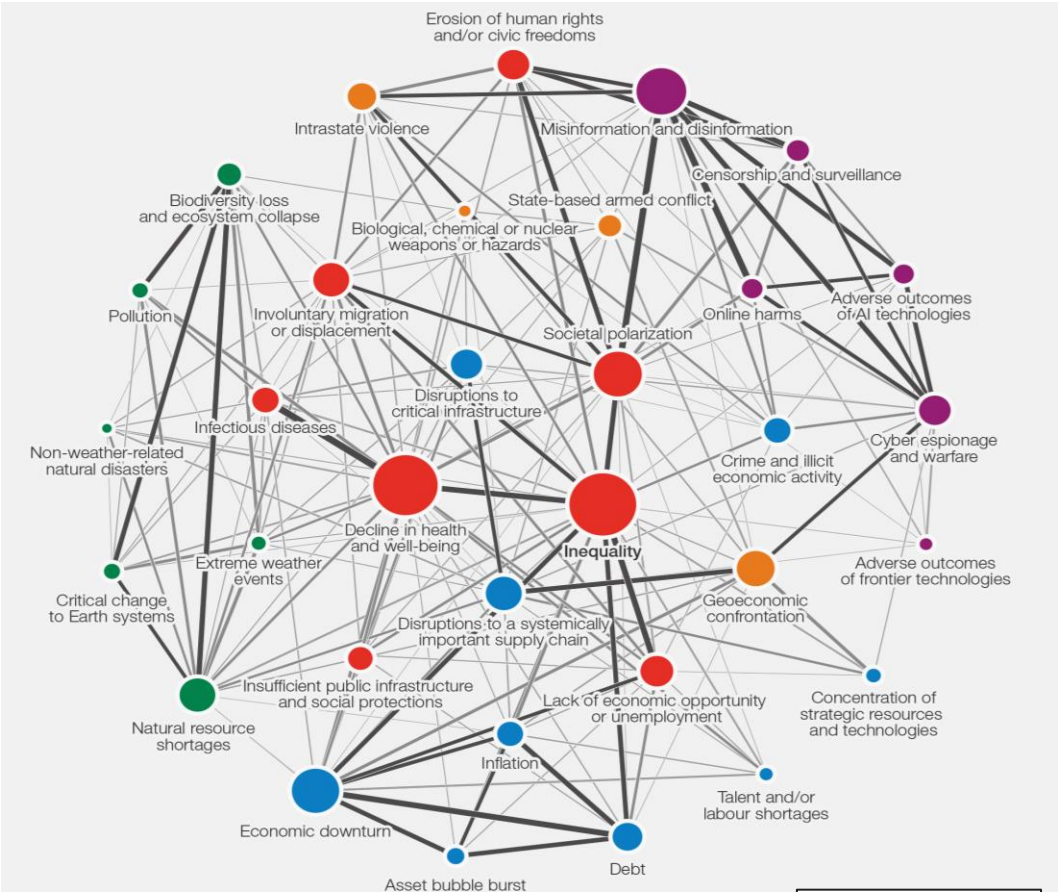 Erosion of human rights
and/or civic freedoms
Intrastate violence
Misinformation and disinformation
Censorship and surveillance
Biodiversity loss
and ecosystem collapse
State-based armed conflict
Biological, chemical or nuclear
weapons or hazards
Pollution
Involuntary migration
or displacement
Online harms
Adverse outcomes
of AI technologies
Societal polarization
Disruptions to
critical infrastructure
Infectious diseases
Non-weather-related
natural disasters
Crime and illicit
economic activity
Cyber espionage
and warfare
Decline in health
and well-being
Inequality
Extreme weather
events
Adverse outcomes
of frontier technologies
Critical change
to Earth systems
Geoeconomic
confrontation
Disruptions to a systemically
important supply chain
Insufficient public infrastructure
and social protections
Lack of economic opportunity
or unemployment
Concentration of
strategic resources
and technologies
Natural resource
shortages
Inflation
Talent and/or
labour shortages
Economic downturn
Debt
Asset bubble burst